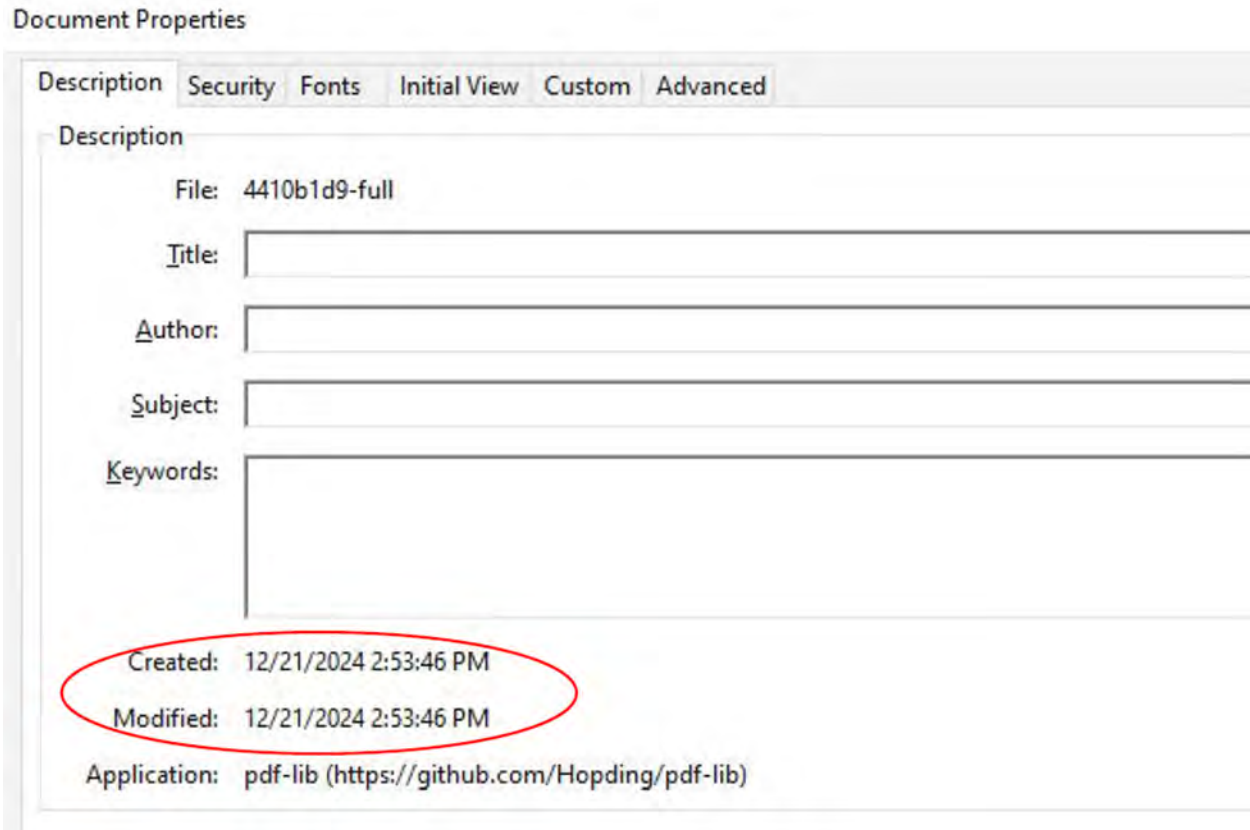 Document Properties
Description Security Fonts Initial View Custom Advanced
Description
File: 4410b1d9-full
Title:
Author:
Subject:
Keywords:
Created: 12/21/2024 2:53:46 PM
Modified: 12/21/2024 2:53:46 PM
Application: pdf-lib (https://github.com/Hopding/pdf-lib)